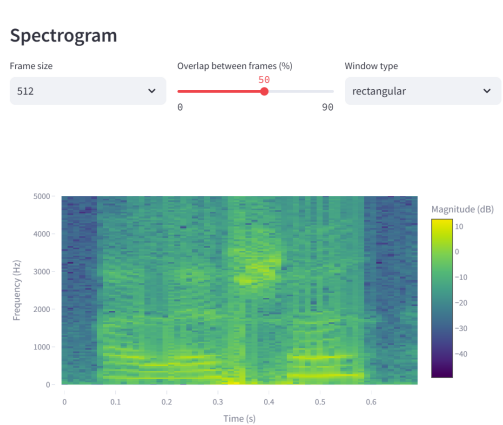 Spectrogram
Frame size
Overlap between frames (%)
Window type
512
50
0
90
rectangular
Magnitude (dB)
5000
4000
3000
2000
1000
0
Frequency (Hz)
0
0.1
0.2
0.3
0.4
0.5
0.6
Time (s)
10
0
−10
−20
−30
−40